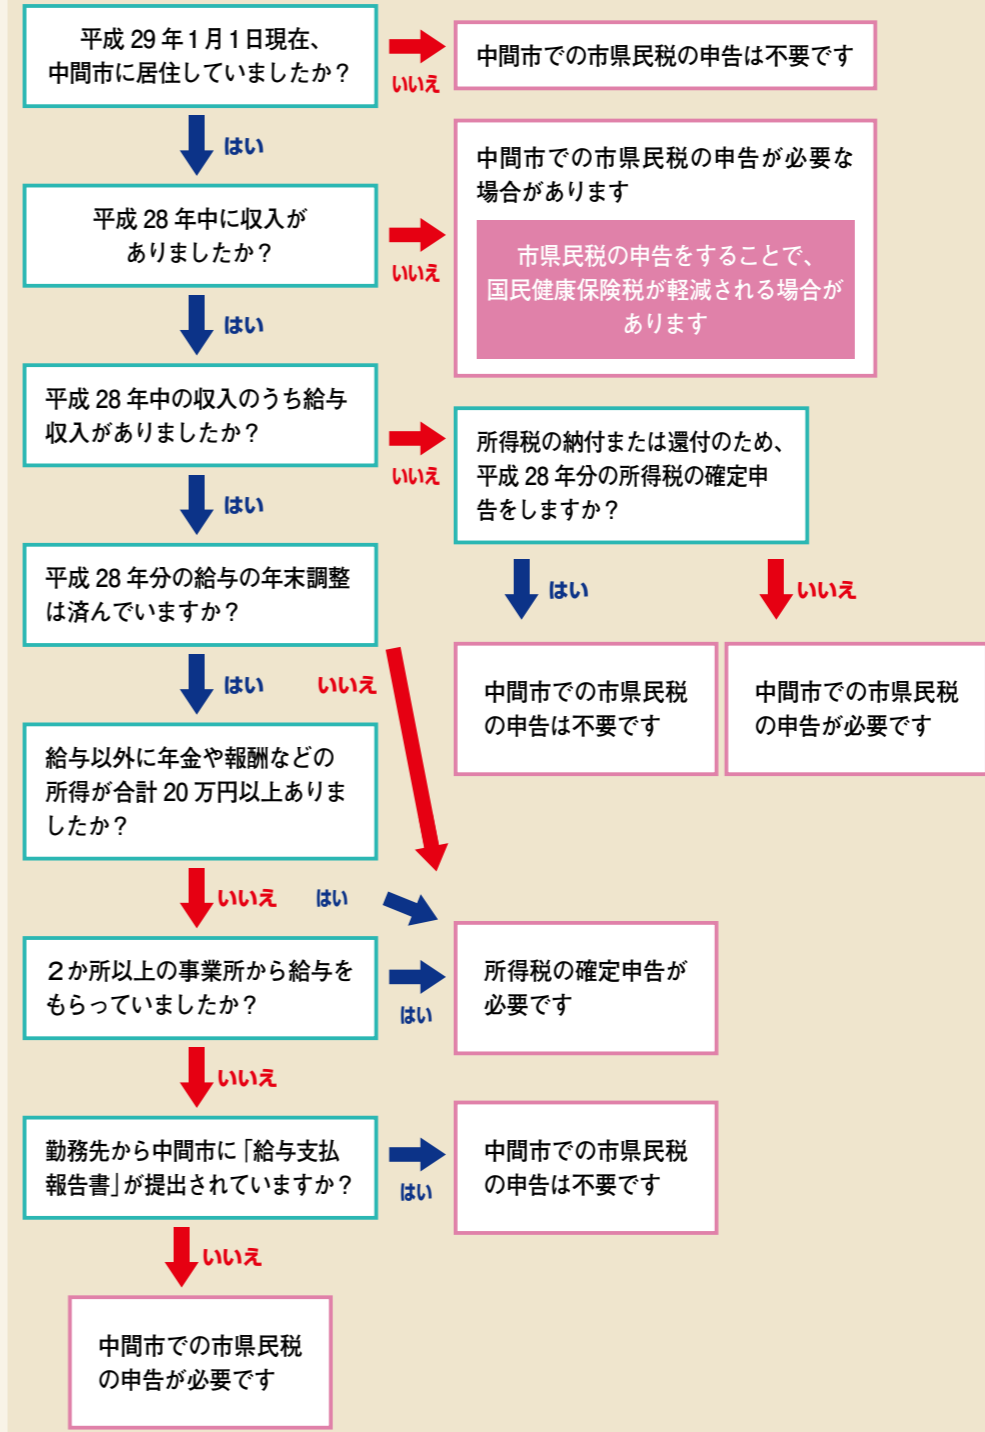 平成 29 年1月1日現在、
中間市に居住していましたか？
いいえ
中間市での市県民税の申告は不要です
はい
平成 28 年中に収入が
ありましたか？
いいえ
中間市での市県民税の申告が必要な
場合があります
市県民税の申告をすることで、
国民健康保険税が軽減される場合が
あります
はい
平成 28 年中の収入のうち給与
収入がありましたか？
いいえ
所得税の納付または還付のため、
平成 28 年分の所得税の確定申
告をしますか？
はい
いいえ
中間市での市県民税
の申告は不要です
中間市での市県民税
の申告が必要です
はい
平成 28 年分の給与の年末調整
は済んでいますか？
はい
いいえ
給与以外に年金や報酬などの
所得が合計 20 万円以上ありま
したか？
いいえ
はい
２か所以上の事業所から給与を
もらっていましたか？
はい
所得税の確定申告が
必要です
いいえ
勤務先から中間市に「給与支払
報告書」が提出されていますか？
はい
中間市での市県民税
の申告は不要です
いいえ
中間市での市県民税
の申告が必要です